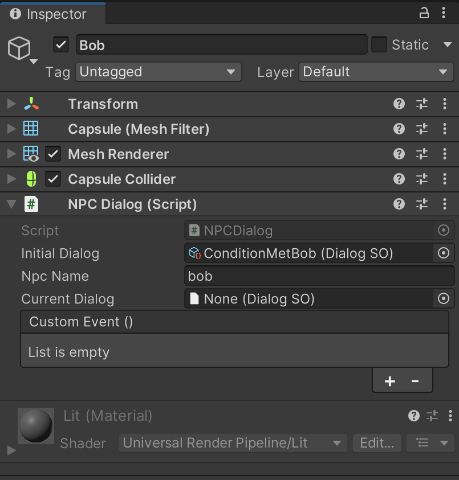 Inspector
Bob
Static
Tag Untagged Layer Default
Transform
Capsule (Mesh Filter)
Mesh Renderer
Capsule Collider
# NPC Dialog (Script)
Script # NPCDialog
Initial Dialog ConditionMetBob (Dialog SO)
Npc Name bob
Current Dialog None (Dialog SO)
Custom Event ()
List is empty
+ -
Lit (Material)
Shader Universal Render Pipeline/Lit Edit...